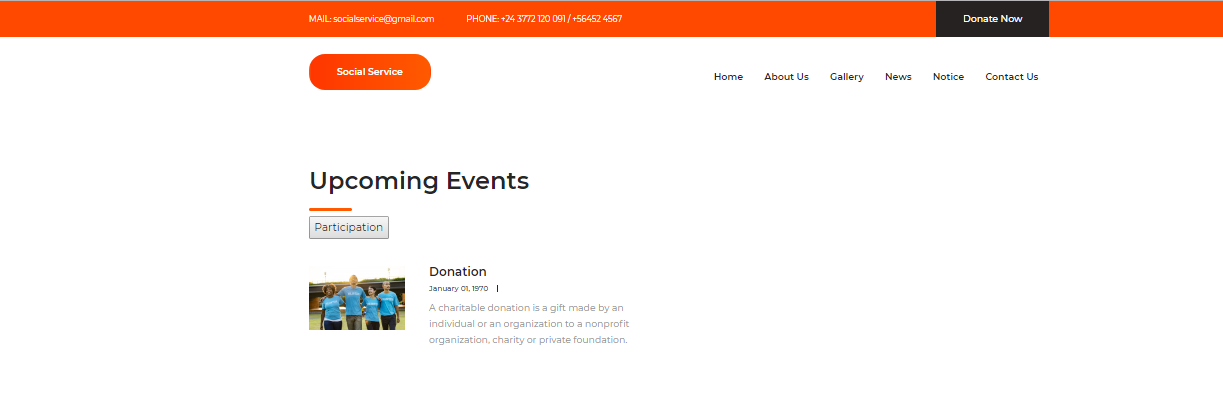 MAIL: socialservice@gmail.com PHONE: +24 3772 120 091 / +56452 4567 Donate Now
Social Service Home About Us Gallery News Notice Contact Us
Upcoming Events
Participation
Donation
January 01, 1970 |
A charitable donation is a gift made by an
individual or an organization to a nonprofit
organization, charity or private foundation.